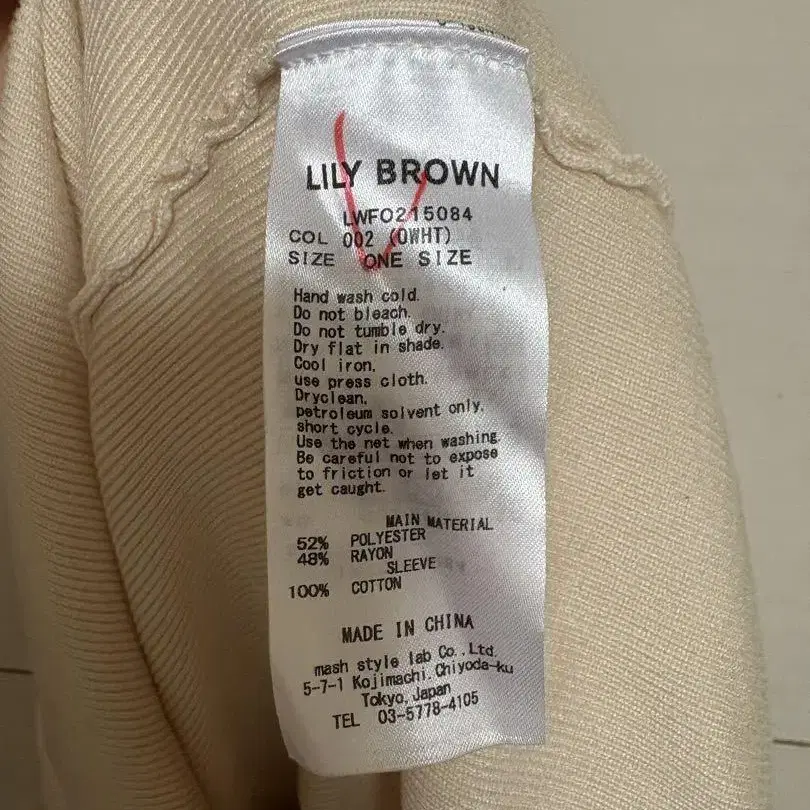 LILY BROWN
LWFO215084
COL 002 (OWHT)
SIZE ONE SIZE
Hand wash cold.
Do not bleach.
Do not tumble dry.
Dry flat in shade.
Cool iron,
use press cloth.
Dryclean,
petroleum solvent only,
short cycle.
Use the net when washing
Be careful not to expose
to friction or let it
get caught.
MAIN MATERIAL
52% POLYESTER
48% RAYON
SLEEVE
100% COTTON
MADE IN CHINA
mash style lab Co.,Ltd.
5-7-1 Kojimachi,Chiyoda-ku
Tokyo,Japan
TEL 03-5778-4105